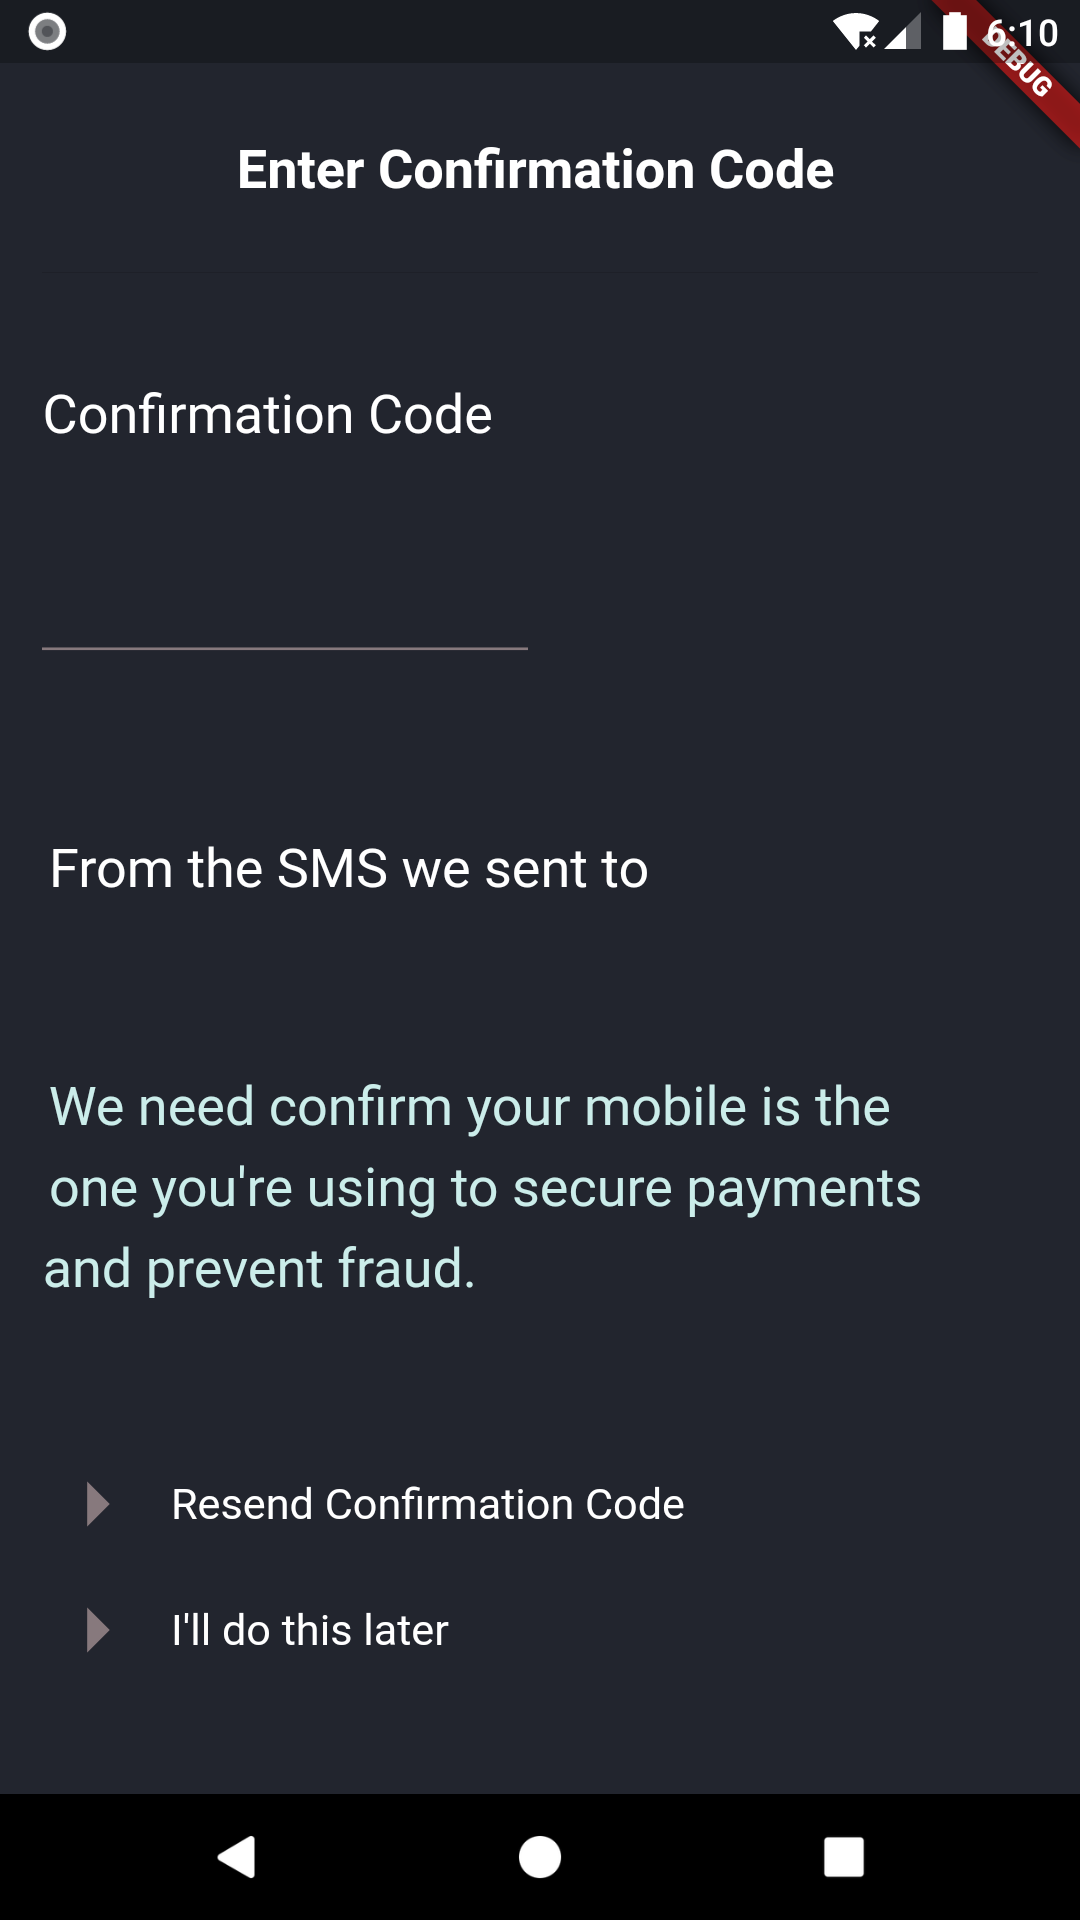 6:10
DEBUG
Enter Confirmation Code
Confirmation Code
From the SMS we sent to
We need confirm your mobile is the
one you're using to secure payments
and prevent fraud.
Resend Confirmation Code
I'll do this later